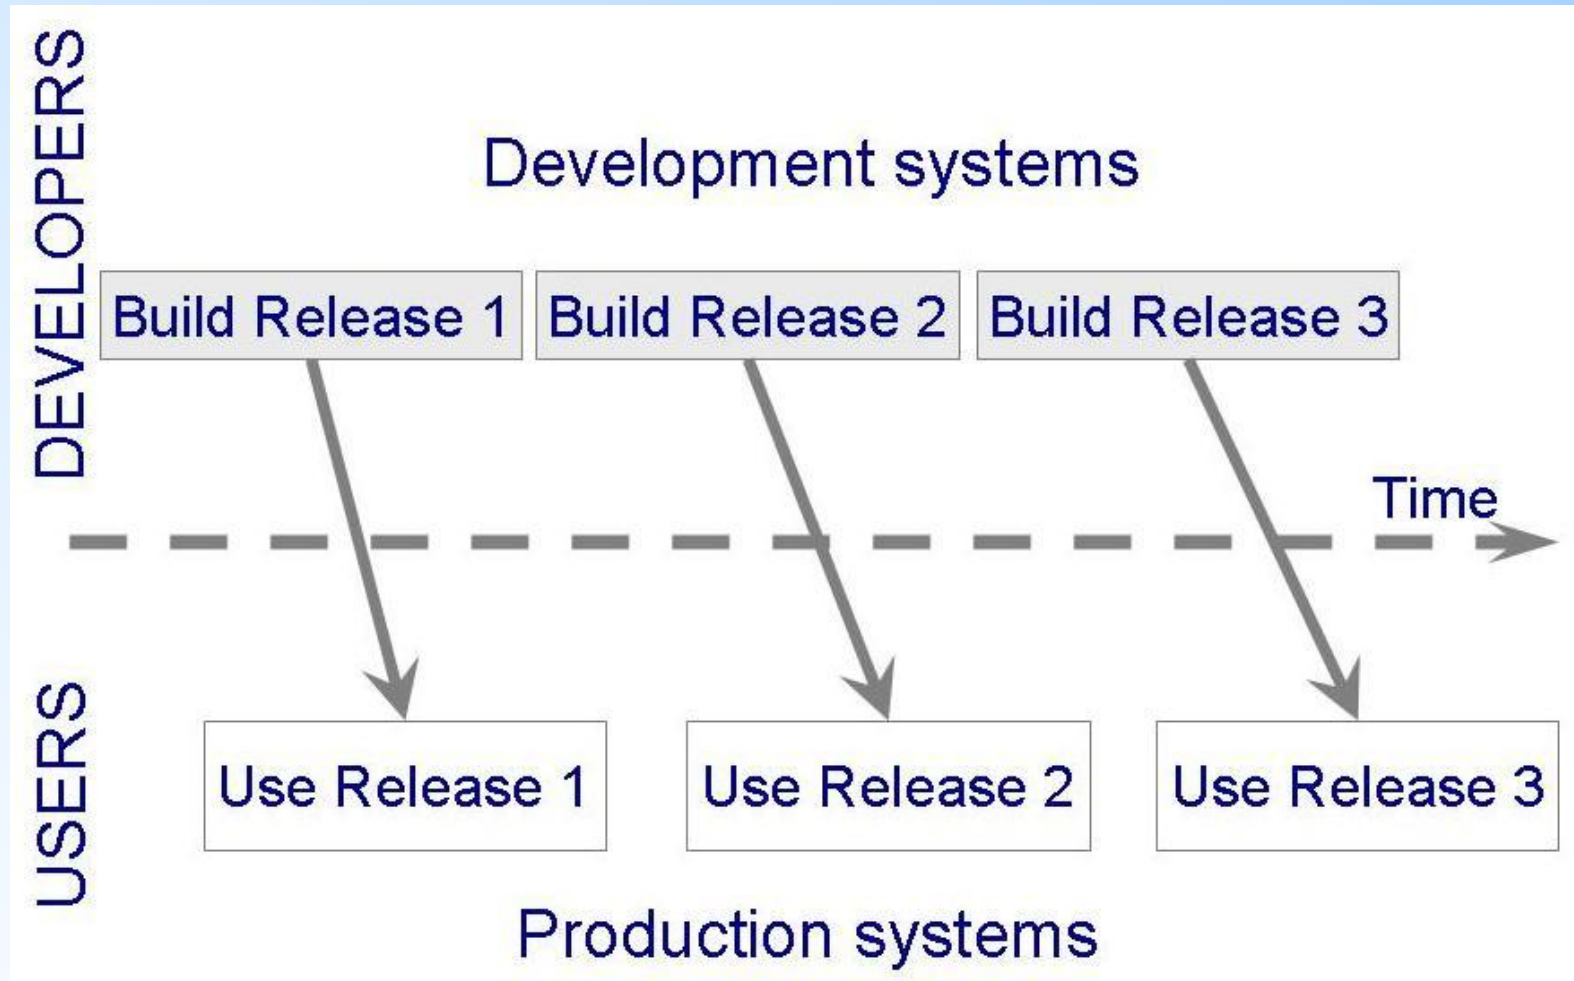 DEVELOPERS
Development systems
Build Release 1
Build Release 2
Build Release 3
Time
USERS
Use Release 1
Use Release 2
Use Release 3
Production systems